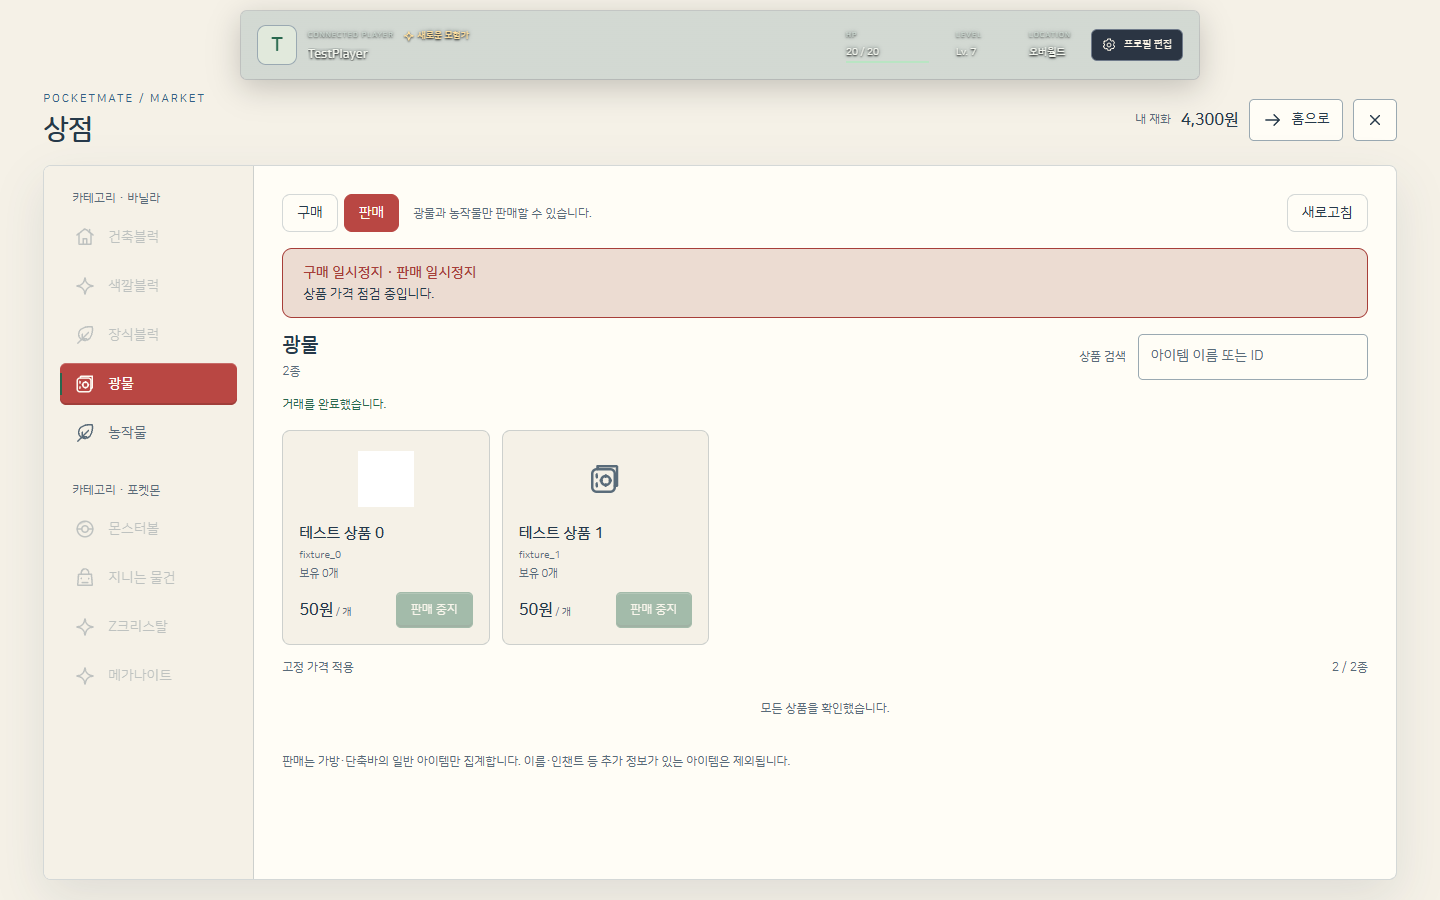 T
CONNECTED PLAYER 새로운 모험가
TestPlayer
HP
20 / 20
LEVEL
Lv. 7
LOCATION
오버월드
프로필 편집
POCKETMATE / MARKET
상점
내 재화 4,300원
홈으로
카테고리 · 바닐라
건축블럭
색깔블럭
장식블럭
광물
농작물
카테고리 · 포켓몬
몬스터볼
지니는 물건
Z크리스탈
메가나이트
구매 판매 광물과 농작물만 판매할 수 있습니다.
새로고침
구매 일시정지 · 판매 일시정지
상품 가격 점검 중입니다.
광물
2종
상품 검색 아이템 이름 또는 ID
거래를 완료했습니다.
테스트 상품 0
fixture_0
보유 0개
50원 / 개 판매 중지
테스트 상품 1
fixture_1
보유 0개
50원 / 개 판매 중지
고정 가격 적용 2 / 2종
모든 상품을 확인했습니다.
판매는 가방·단축바의 일반 아이템만 집계합니다. 이름·인챈트 등 추가 정보가 있는 아이템은 제외됩니다.